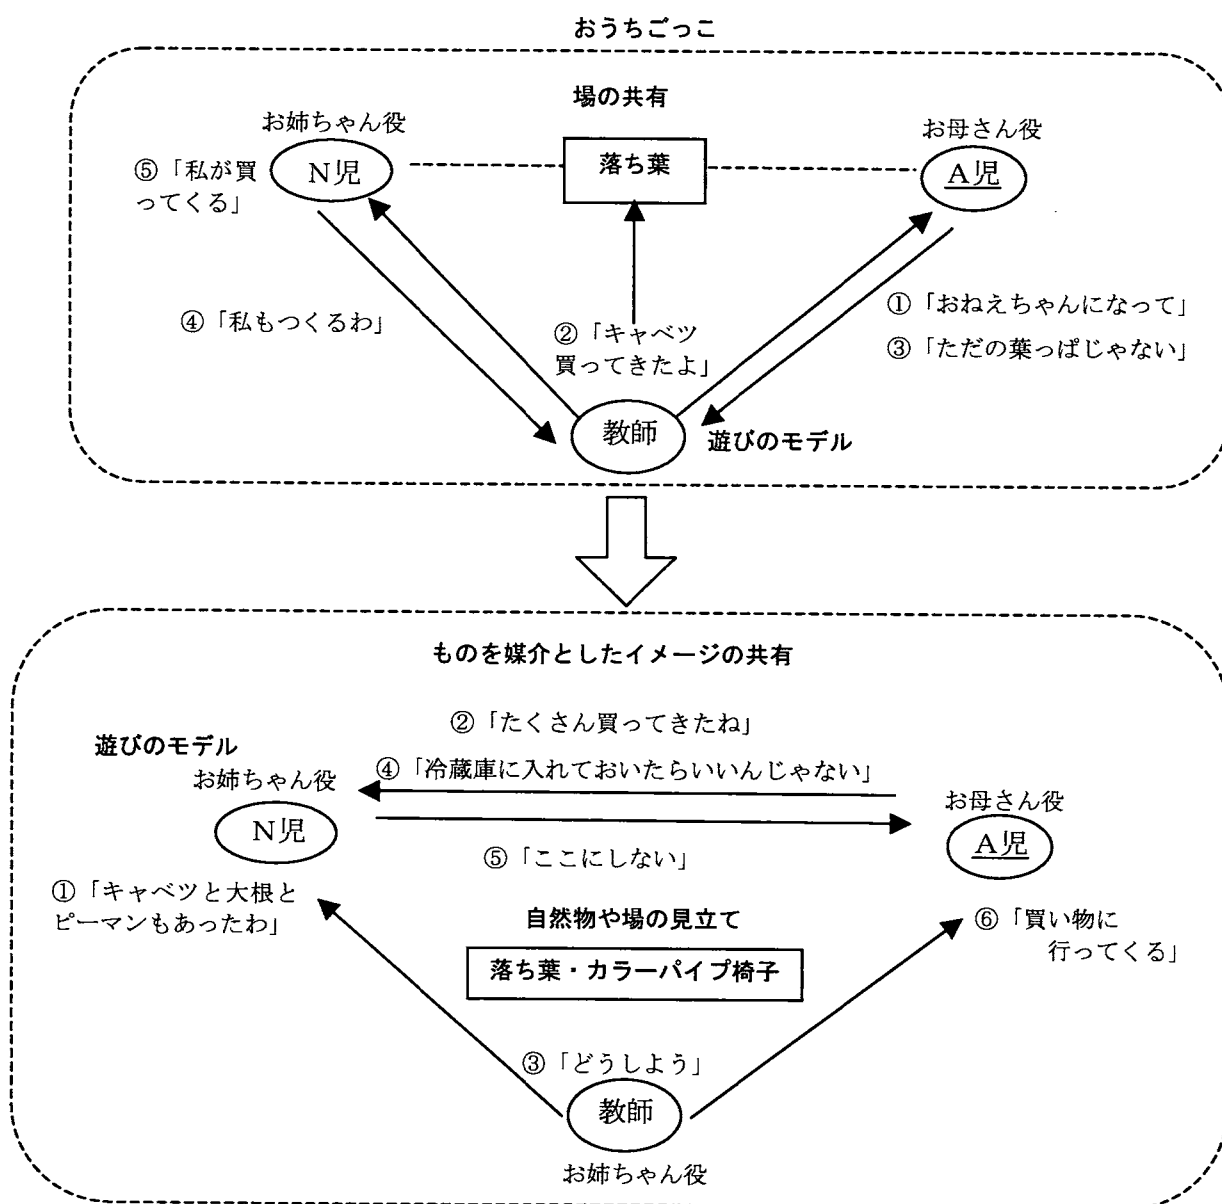 おうちごっこ
場の共有
お姉ちゃん役
お母さん役
⑤「私が買
ってくる」
N児
落ち葉
A児
④「私もつくるわ」
②「キャベツ
買ってきたよ」
①「おねえちゃんになって」
③「ただの葉っぱじゃない」
教師
遊びのモデル
ものを媒介としたイメージの共有
②「たくさん買ってきたね」
遊びのモデル
お姉ちゃん役
④「冷蔵庫に入れておいたらいいんじゃない」
お母さん役
N児
A児
⑤「ここにしない」
①「キャベツと大根と
ピーマンもあったわ」
自然物や場の見立て
⑥「買い物に
行ってくる」
落ち葉・カラーパイプ椅子
③「どうしよう」
教師
お姉ちゃん役